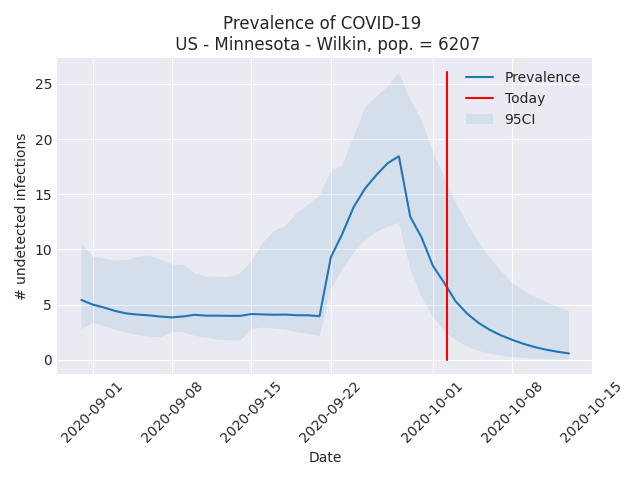 Prevalence of COVID-19
US - Minnesota - Wilkin, pop. = 6207
Prevalence
Today
95CI
25
20
15
10
5
0
# undetected infections
2020-09-01
2020-09-08
2020-09-15
2020-09-22
2020-10-01
2020-10-08
2020-10-15
Date